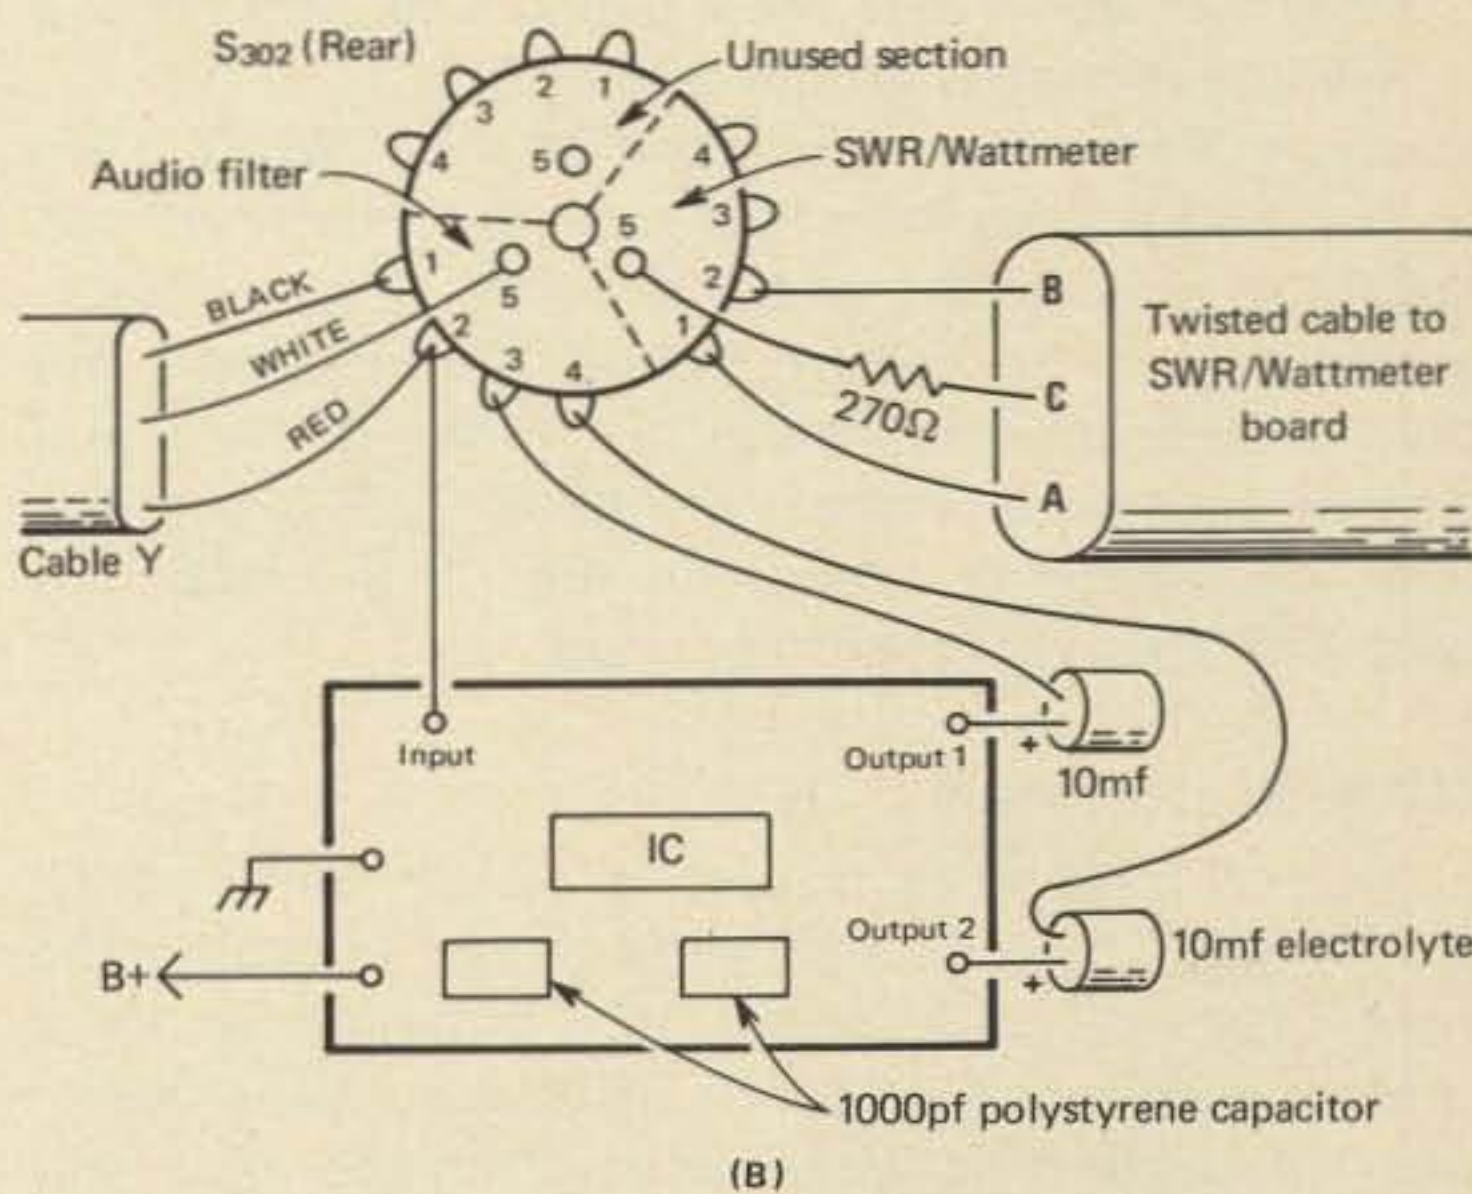 S302 (Rear)
Unused section
2 1
3
4
5
4
Audio filter
SWR/Wattmeter
5
3
1
2
5
2
1
3
4
BLACK
WHITE
RED
Cable Y
270Ω
B
C
A
Twisted cable to
SWR/Wattmeter
board
Input
Output 1
+
10mf
IC
Output 2
+
10mf electrolyte
B+
1000pf polystyrene capacitor
(B)